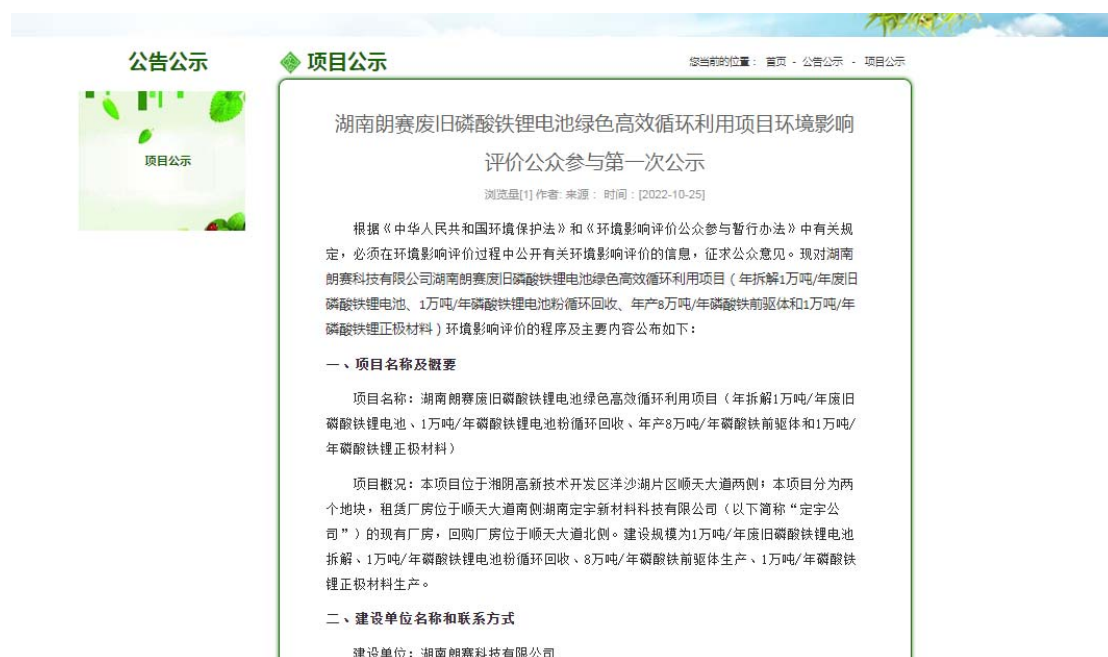 公告公示
项目公示
您当前的位置： 首页 - 公告公示 - 项目公示
项目公示
湖南朗赛废旧磷酸铁锂电池绿色高效循环利用项目环境影响
评价公众参与第一次公示
浏览量[1] 作者: 来源： 时间：[2022-10-25]
根据《中华人民共和国环境保护法》和《环境影响评价公众参与暂行办法》中有关规
定，必须在环境影响评价过程中公开有关环境影响评价的信息，征求公众意见。现对湖南
朗赛科技有限公司湖南朗赛废旧磷酸铁锂电池绿色高效循环利用项目（年拆解1万吨/年废旧
磷酸铁锂电池、1万吨/年磷酸铁锂电池粉循环回收、年产8万吨/年磷酸铁前驱体和1万吨/年
磷酸铁锂正极材料）环境影响评价的程序及主要内容公布如下：
一、项目名称及概要
项目名称：湖南朗赛废旧磷酸铁锂电池绿色高效循环利用项目（年拆解1万吨/年废旧
磷酸铁锂电池、1万吨/年磷酸铁锂电池粉循环回收、年产8万吨/年磷酸铁前驱体和1万吨/
年磷酸铁锂正极材料）
项目概况：本项目位于湘阴高新技术开发区洋沙湖片区顺天大道两侧；本项目分为两
个地块，租赁厂房位于顺天大道南侧湖南定宇新材料科技有限公司（以下简称“定宇公
司”）的现有厂房，回购厂房位于顺天大道北侧。建设规模为1万吨/年废旧磷酸铁锂电池
拆解、1万吨/年磷酸铁锂电池粉循环回收、8万吨/年磷酸铁前驱体生产、1万吨/年磷酸铁
锂正极材料生产。
二、建设单位名称和联系方式
建设单位：湖南朗赛科技有限公司